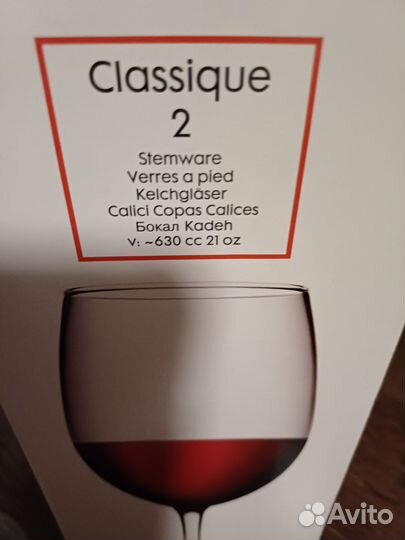 Classique
2
Stemware
Verres a pied
Kelchgläser
Calici Copas Calices
Бокал Kadeh
V: ~630 cc 21 oz
Avito